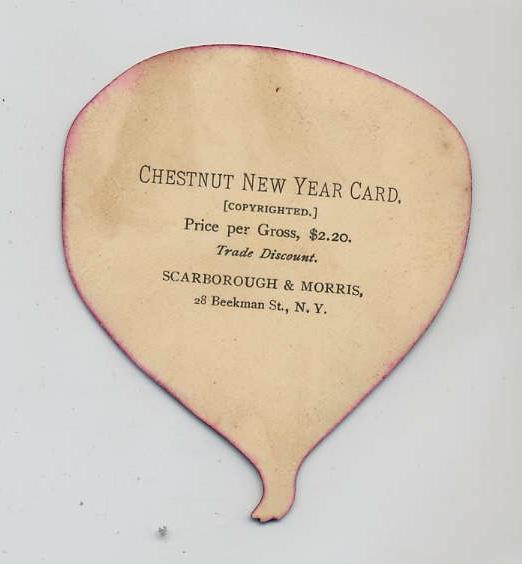 CHESTNUT NEW YEAR CARD.
[COPYRIGHTED.]
Price per Gross, $2.20.
Trade Discount.
SCARBOROUGH & MORRIS,
28 Beekman St., N. Y.